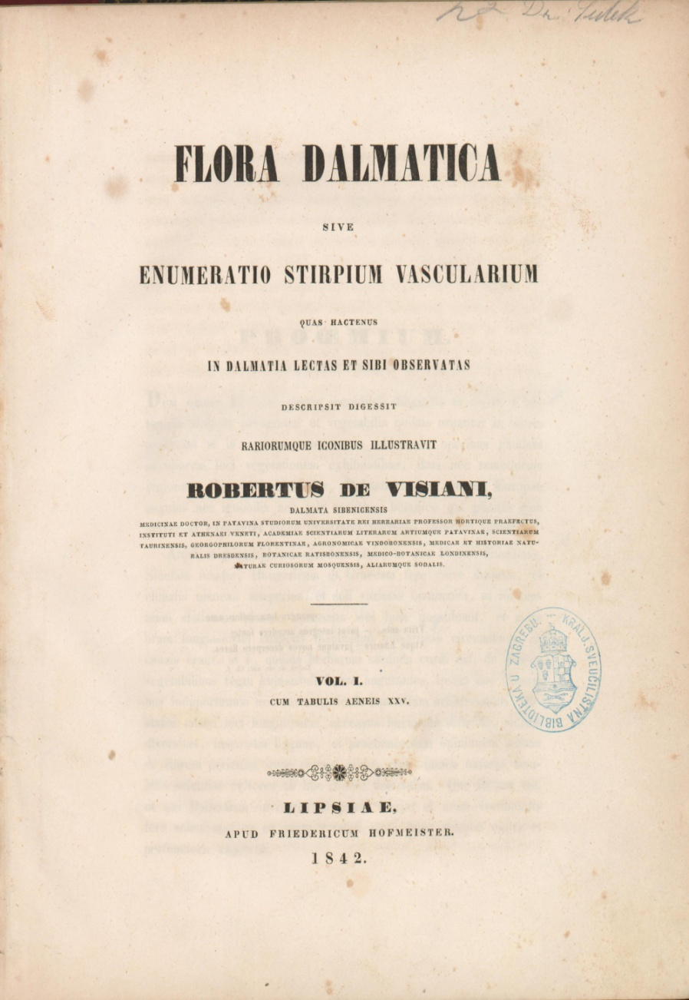 Dr. Šulek
FLORA DALMATICA
SIVE
ENUMERATIO STIRPIUM VASCULARIUM
QUAS HACTENUS
IN DALMATIA LECTAS ET SIBI OBSERVATAS
DESCRIPSIT DIGESSIT
RARIORUMQUE ICONIBUS ILLUSTRAVIT
ROBERTUS DE VISIANI,
DALMATA SIBENICENSIS
MEDICINAE DOCTOR, IN PATAVINA STUDIORUM UNIVERSITATE REI HERBARIAE PROFESSOR HORTIQUE PRAEFECTUS,
INSTITUTI ET ATHENAEI VENETI, ACADEMIAE SCIENTIARUM LITERARUM ARTIUMQUE PATAVINAE, SCIENTIARUM
TAURINENSIS, GEORGOPHILORUM FLORENTINAE, AGRONOMICAE VINDOBONENSIS, MEDICAE ET HISTORIAE NATU-
RALIS DRESDENSIS, BOTANICAE RATISBONENSIS, MEDICO-BOTANICAE LONDINENSIS,
NATURAE CURIOSORUM MOSQUENSIS, ALIARUMQUE SODALIS.
VOL. I.
CUM TABULIS AENEIS XXV.
KRALJ. SVEUČILIŠTNA BIBLIOTEKA U ZAGREBU.
LIPSIAE,
APUD FRIEDERICUM HOFMEISTER.
1842.